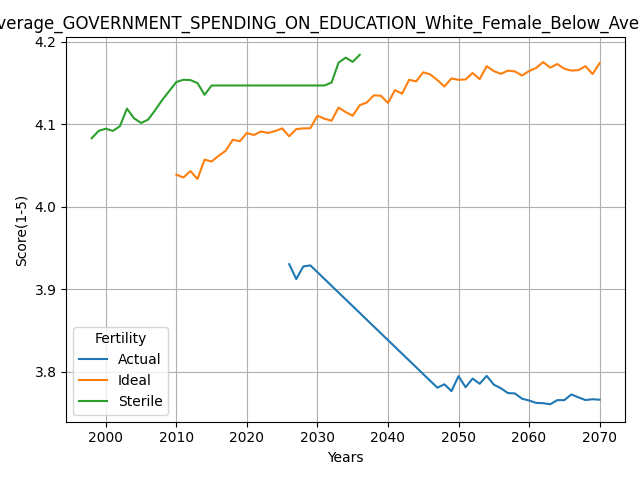 verage_GOVERNMENT_SPENDING_ON_EDUCATION_White_Female_Below_Ave
4.2
4.1
4.0
3.9
3.8
Score(1-5)
Fertility
Actual
Ideal
Sterile
2000 2010 2020 2030 2040 2050 2060 2070
Years